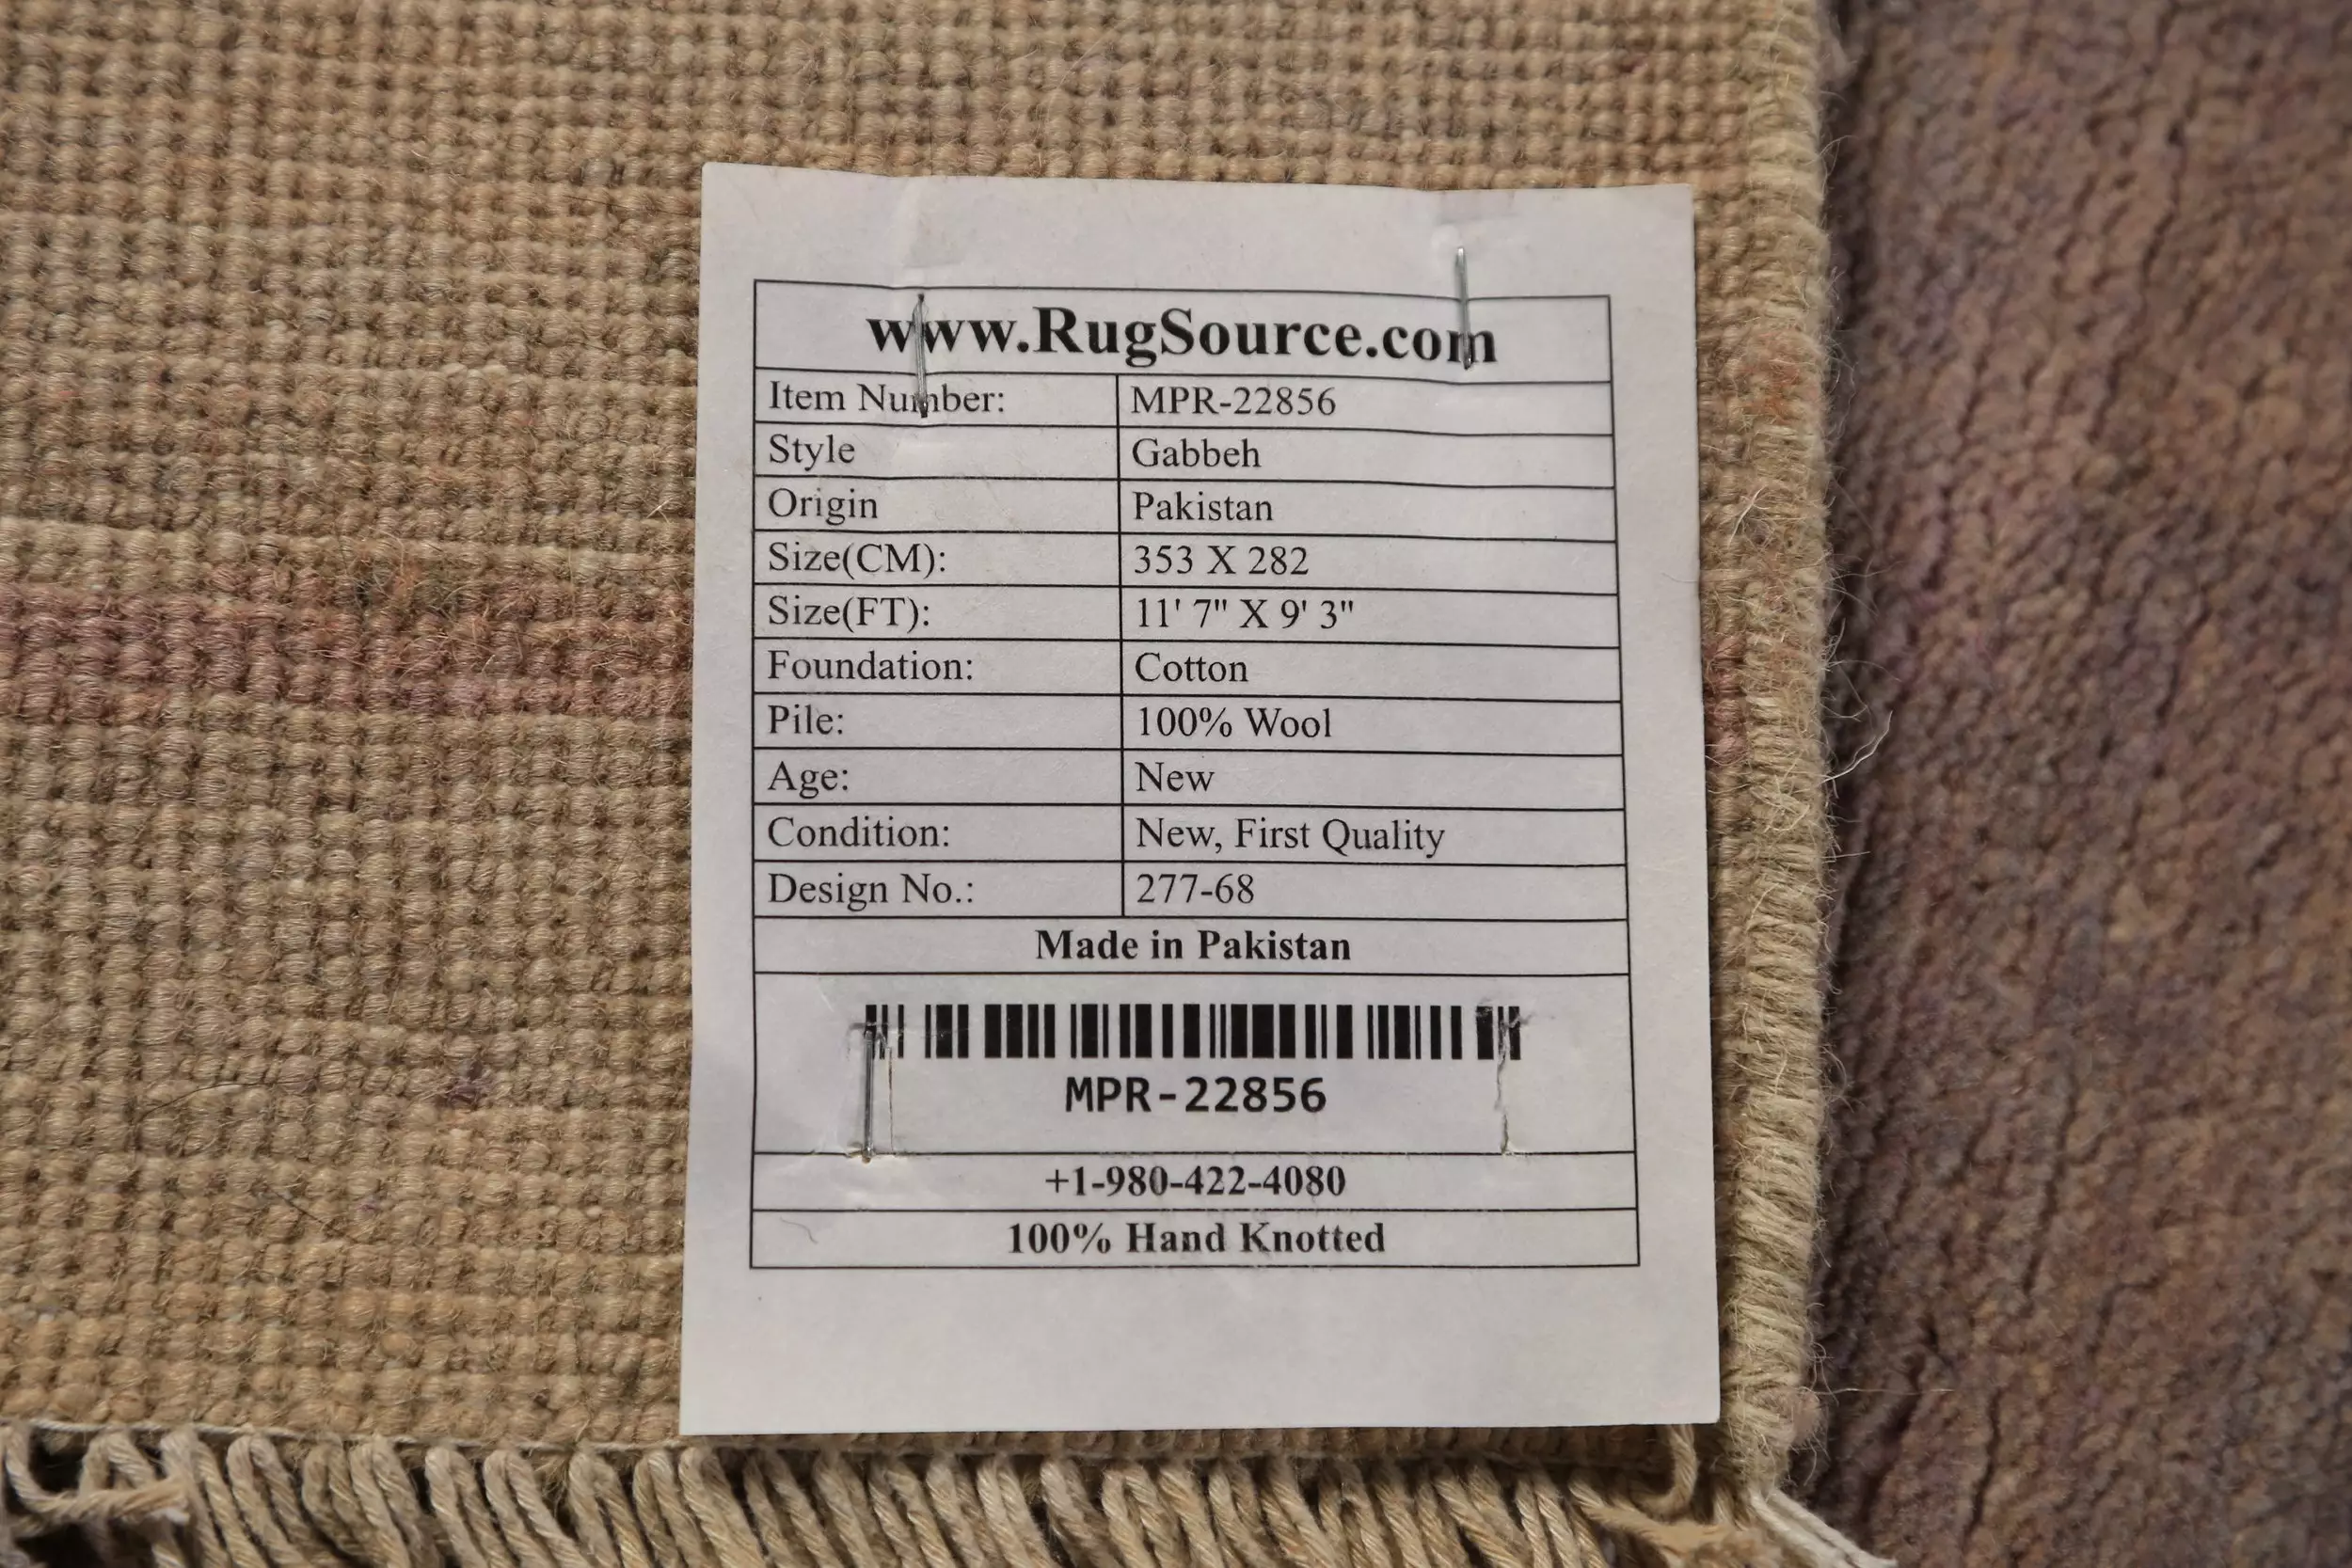 www.RugSource.com
Item Number: MPR-22856
Style Gabbeh
Origin Pakistan
Size(CM): 353 X 282
Size(FT): 11' 7" X 9' 3"
Foundation: Cotton
Pile: 100% Wool
Age: New
Condition: New, First Quality
Design No.: 277-68
Made in Pakistan
MPR-22856
+1-980-422-4080
100% Hand Knotted